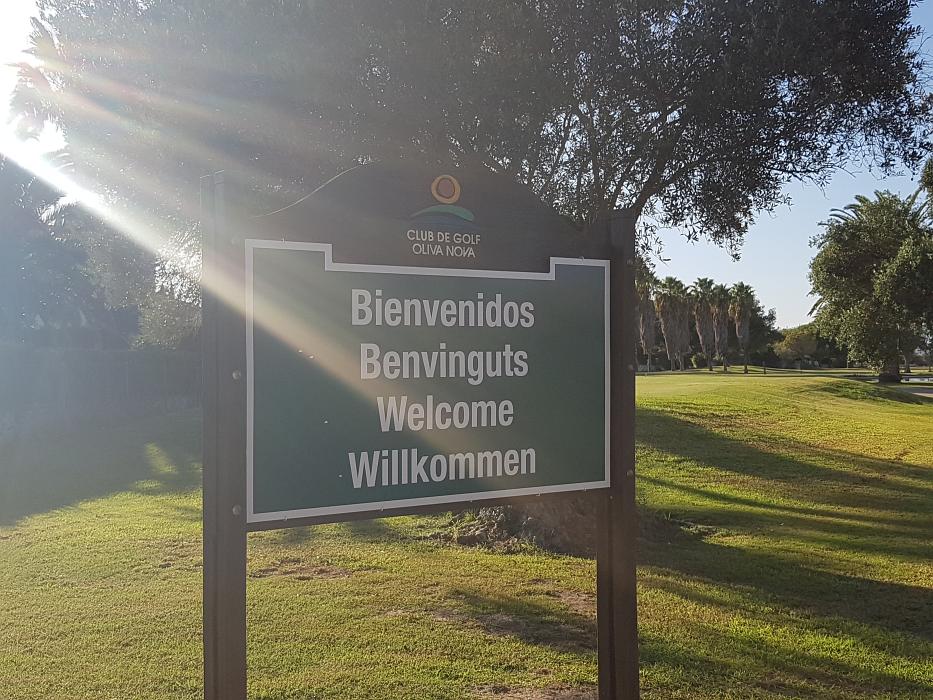 CLUB DE GOLF
OLIVA NOVA
Bienvenidos
Benvinguts
Welcome
Willkommen